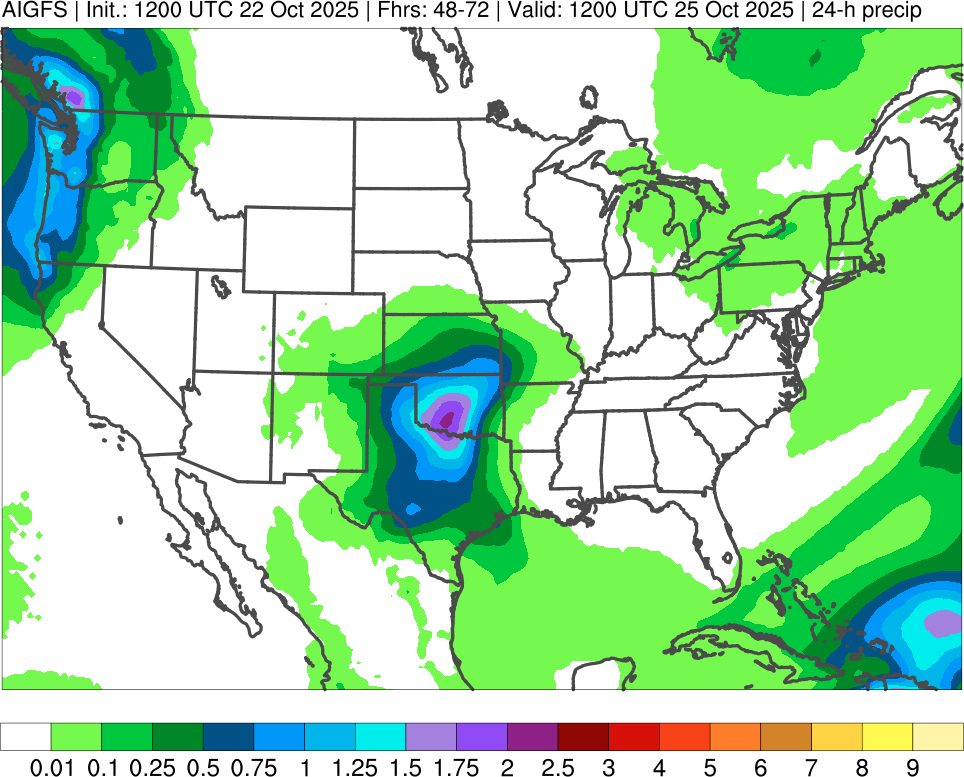 AIGFS | Init.: 1200 UTC 22 Oct 2025 | Fhrs: 48-72 | Valid: 1200 UTC 25 Oct 2025 | 24-h precip
0.01 0.1 0.25 0.5 0.75 1 1.25 1.5 1.75 2 2.5 3 4 5 6 7 8 9